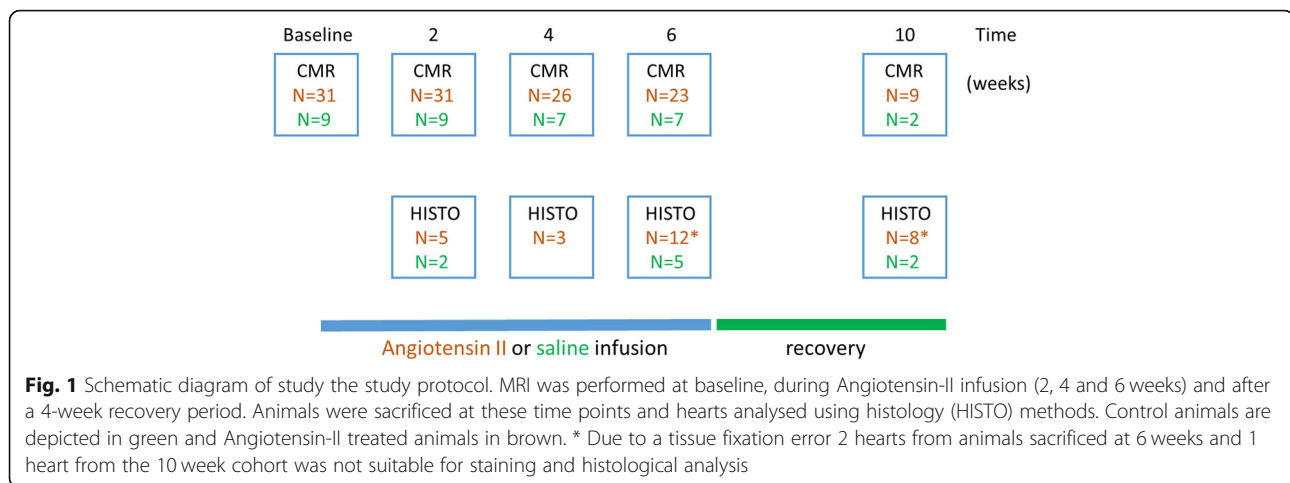 Baseline 2 4 6 10 Time
CMR CMR CMR CMR CMR (weeks)
N=31 N=31 N=26 N=23 N=9
N=9 N=9 N=7 N=7 N=2
HISTO HISTO HISTO HISTO
N=5 N=3 N=12* N=8*
N=2 N=5 N=2
Angiotensin II or saline infusion recovery
Fig. 1 Schematic diagram of study the study protocol. MRI was performed at baseline, during Angiotensin-II infusion (2, 4 and 6 weeks) and after
a 4-week recovery period. Animals were sacrificed at these time points and hearts analysed using histology (HISTO) methods. Control animals are
depicted in green and Angiotensin-II treated animals in brown. * Due to a tissue fixation error 2 hearts from animals sacrificed at 6 weeks and 1
heart from the 10 week cohort was not suitable for staining and histological analysis